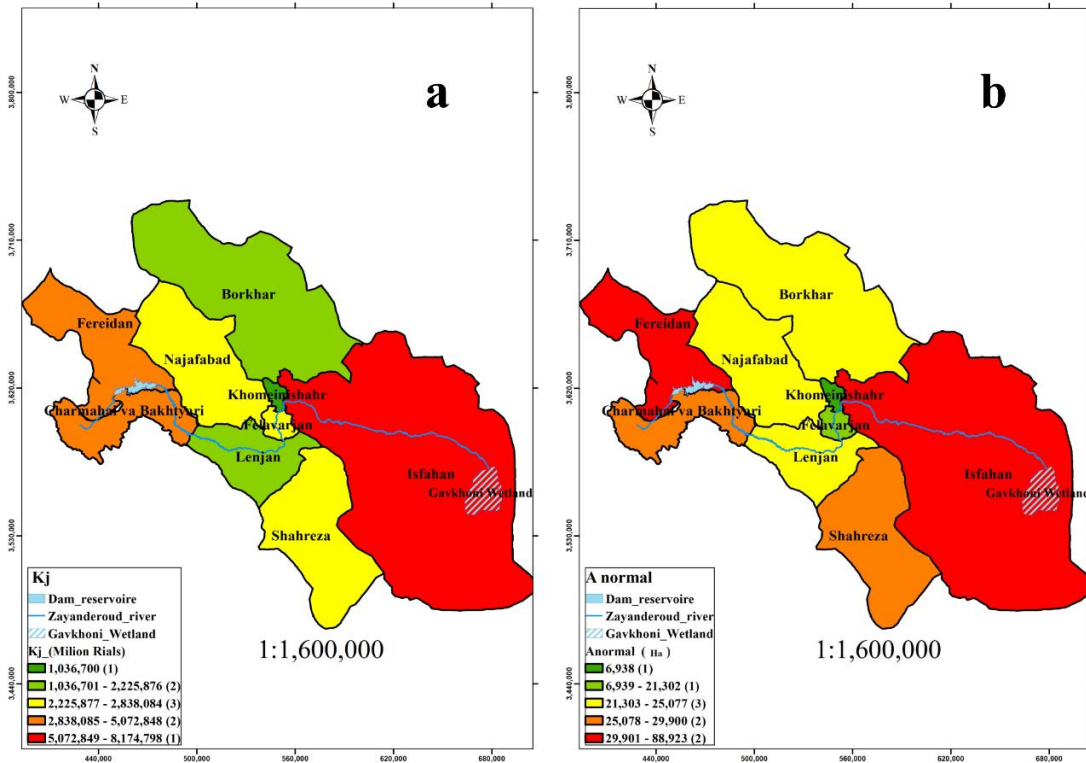 a
N
W E
S
3,800,000
3,710,000
3,620,000
3,530,000
3,440,000
Borkhar
Fereidan
Najafabad
Khomeinishahr
Charmahal va Bakhtyari
Felavarjan
Lenjan
Isfahan
Gavkhoni Wetland
Shahreza
1:1,600,000
Kj
Dam_reservoire
Zayanderoud_river
Gavkhoni_Wetland
Kj_(Milion Rials)
1,036,700 (1)
1,036,701 - 2,225,876 (2)
2,225,877 - 2,838,084 (3)
2,838,085 - 5,072,848 (2)
5,072,849 - 8,174,798 (1)
440,000 500,000 560,000 620,000 680,000
b
N
W E
S
3,800,000
3,710,000
3,620,000
3,530,000
3,440,000
Borkhar
Fereidan
Najafabad
Khomeinishahr
Charmahal va Bakhtyari
Felavarjan
Lenjan
Isfahan
Gavkhoni Wetland
Shahreza
1:1,600,000
A normal
Dam_reservoire
Zayanderoud_river
Gavkhoni_Wetland
Anormal ( Ha )
6,938 (1)
6,939 - 21,302 (1)
21,303 - 25,077 (3)
25,078 - 29,900 (2)
29,901 - 88,923 (2)
440,000 500,000 560,000 620,000 680,000